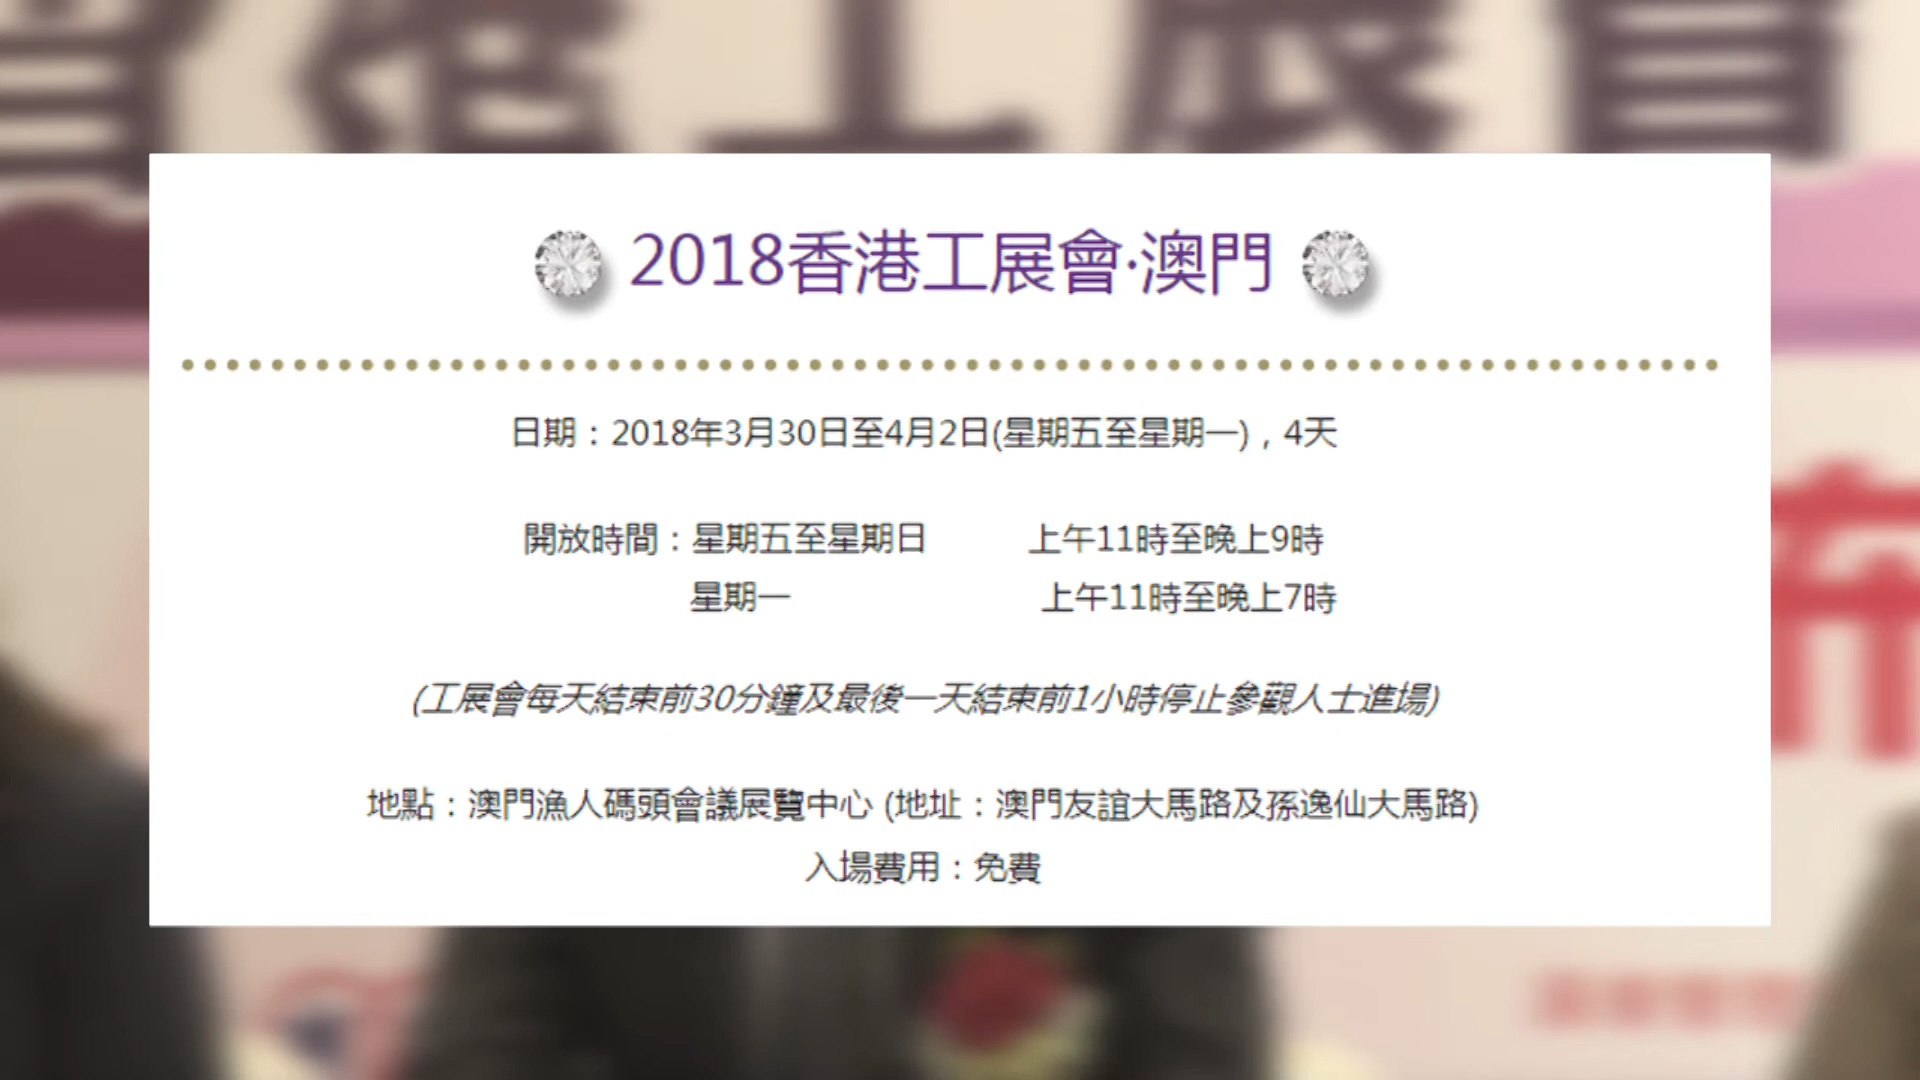 香港工展會
2018香港工展會·澳門
日期：2018年3月30日至4月2日(星期五至星期一)，4天
開放時間：星期五至星期日 上午11時至晚上9時
星期一 上午11時至晚上7時
(工展會每天結束前30分鐘及最後一天結束前1小時停止參觀人士進場)
地點：澳門漁人碼頭會議展覽中心 (地址：澳門友誼大馬路及孫逸仙大馬路)
入場費用：免費